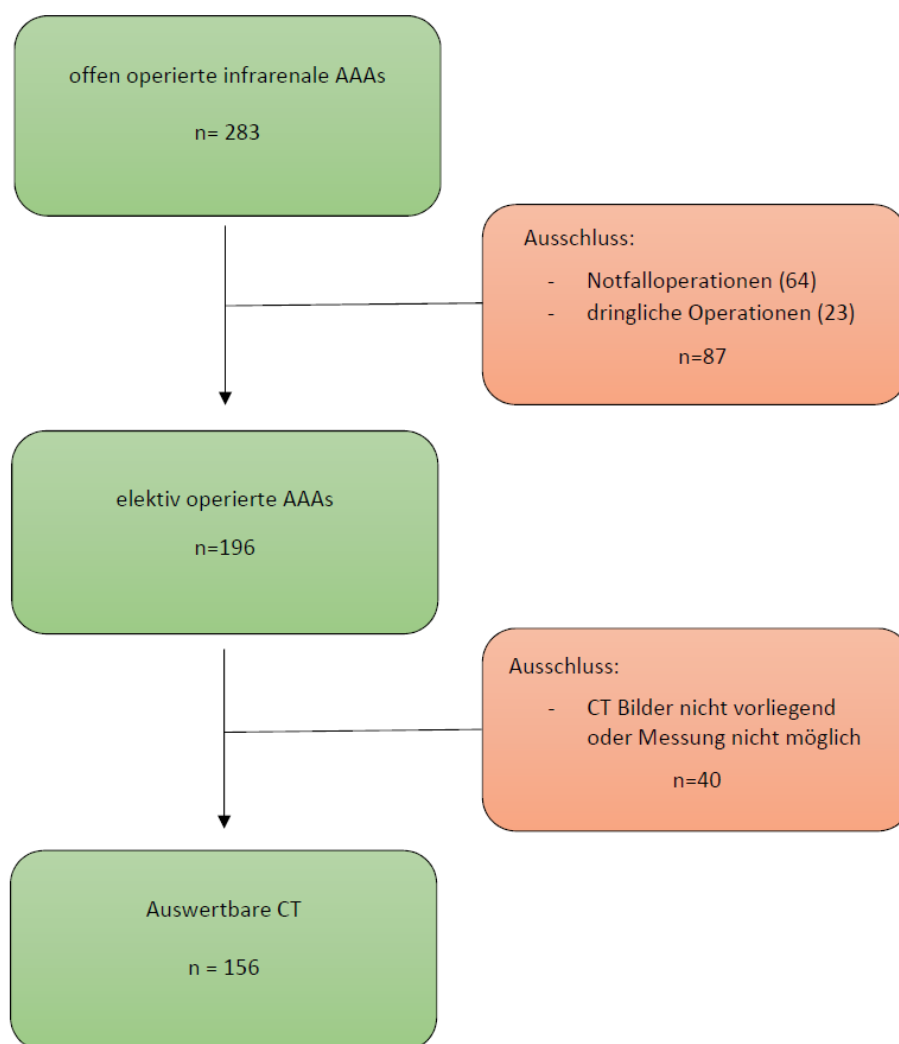 offen operierte infrarenale AAAs
n= 283
Ausschluss:
- Notfalloperationen (64)
- dringliche Operationen (23)
n=87
elektiv operierte AAAs
n=196
Ausschluss:
- CT Bilder nicht vorliegend
oder Messung nicht möglich
n=40
Auswertbare CT
n = 156